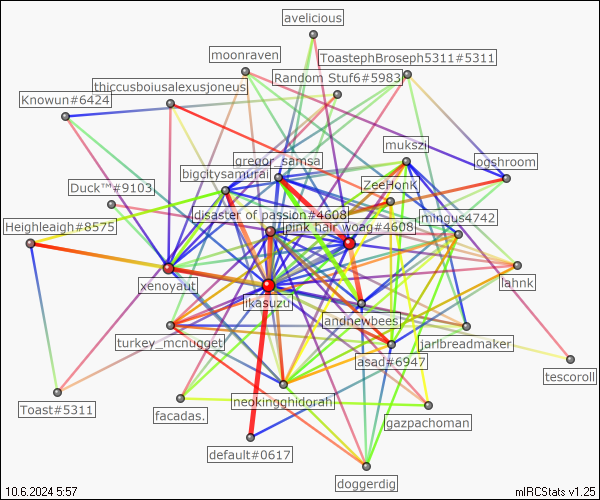 avelicious
moonraven
ToastephBroseph5311#5311
Random Stuf6#5983
thiccusboiusalexusjoneus
Knowun#6424
mukszi
gregor_samsa
ogshroom
bigcitysamurai
ZeeHonK
Duck™#9103
disaster of passion#4608
mingus4742
Heighleaigh#8575
pink hair woag#4608
lahnk
xenoyaut
ikasuzu
andnewbees
turkey_mcnugget
jarlbreadmaker
asad#6947
tescoroll
neokingghidorah
Toast#5311
facadas.
gazpachoman
default#0617
doggerdig
10.6.2024 5:57
mIRCStats v1.25